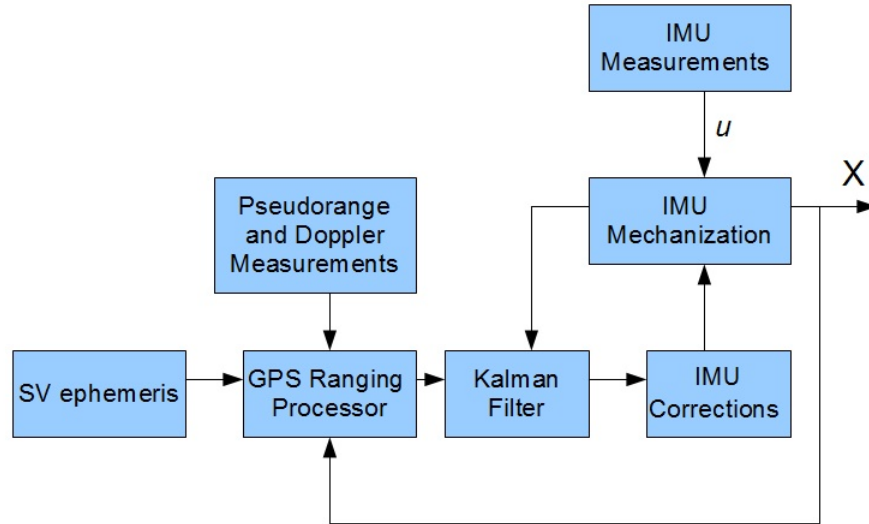 IMU
Measurements
u
X
Pseudorange
and Doppler
Measurements
IMU
Mechanization
SV ephemeris
GPS Ranging
Processor
Kalman
Filter
IMU
Corrections